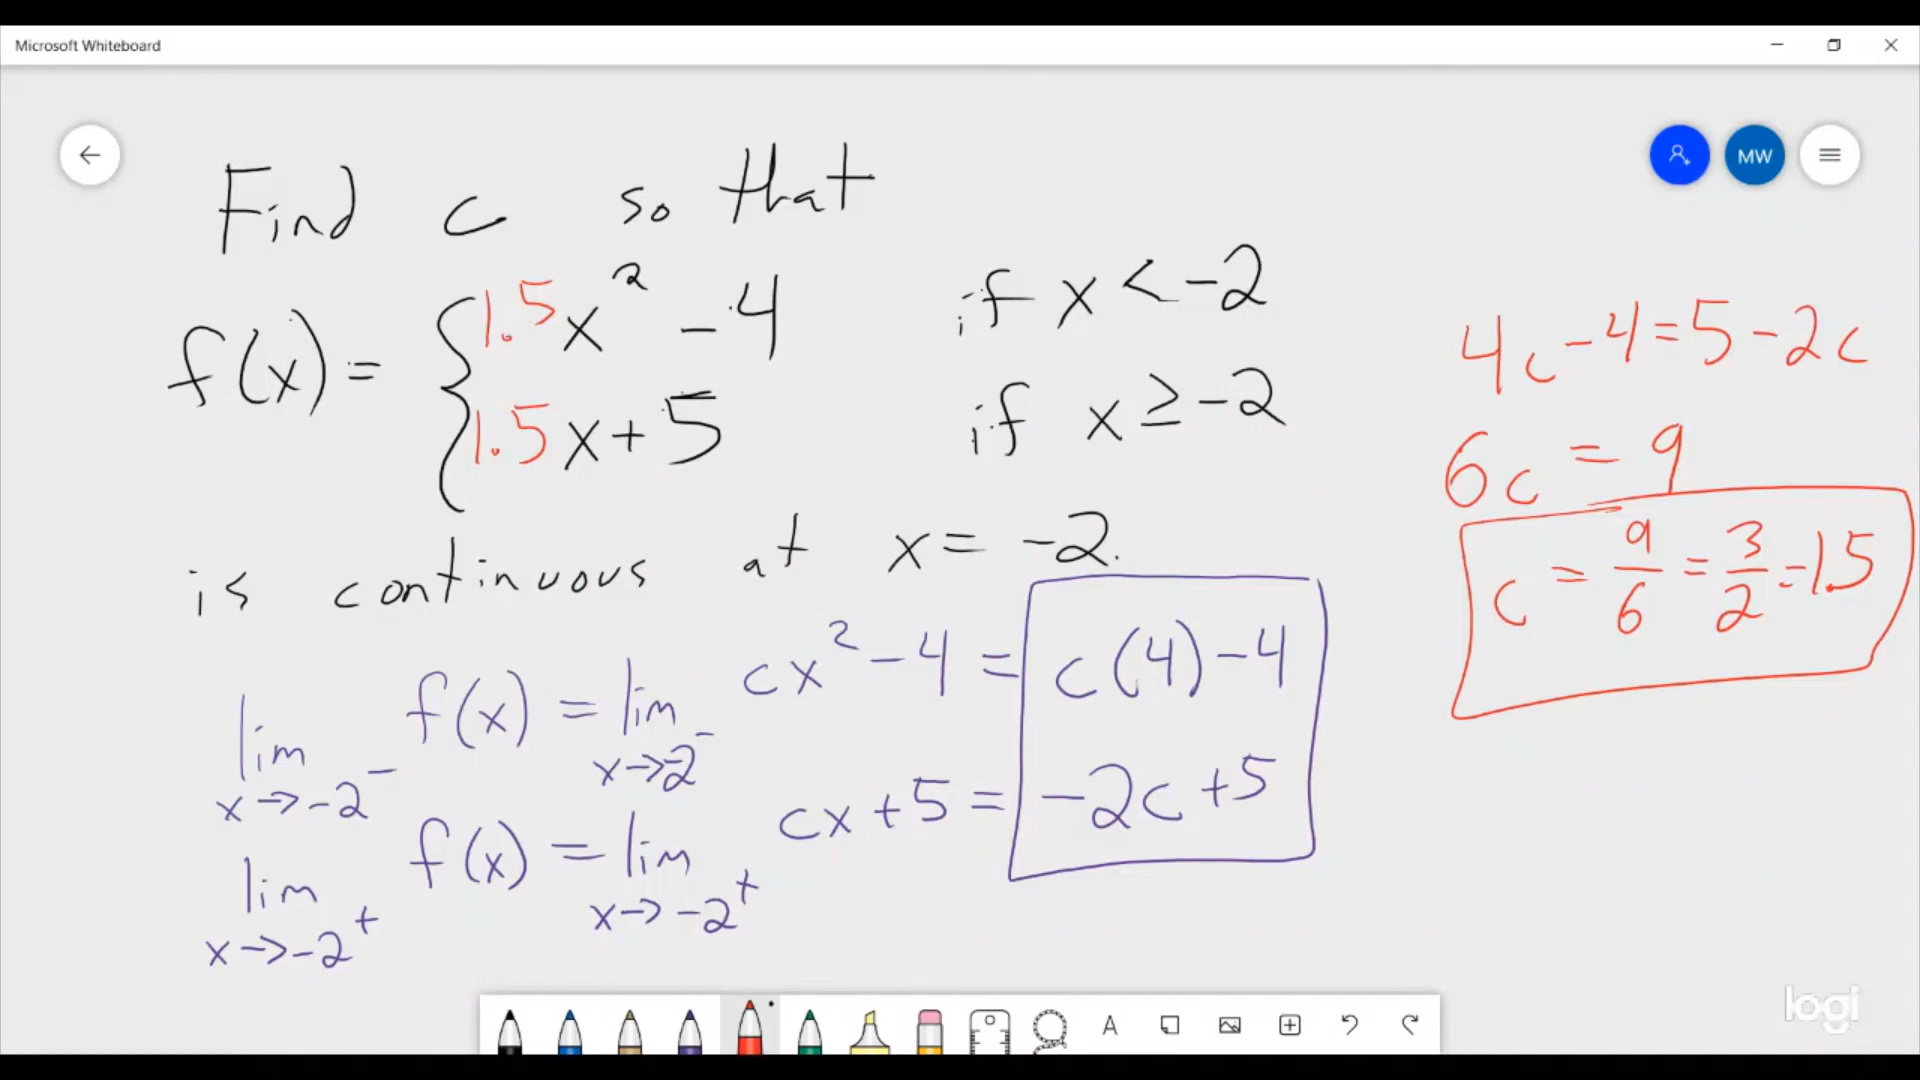 Microsoft Whiteboard
MW
Find c so that
f(x) = { 1.5x² - 4 if x < -2
1.5x + 5 if x ≥ -2
is continuous at x = -2.
lim x→-2⁻ f(x) = lim x→-2⁻ cx² - 4 = c(4) - 4
lim x→-2⁺ f(x) = lim x→-2⁺ cx + 5 = -2c + 5
4c - 4 = 5 - 2c
6c = 9
c = 9/6 = 3/2 = 1.5
A
logi